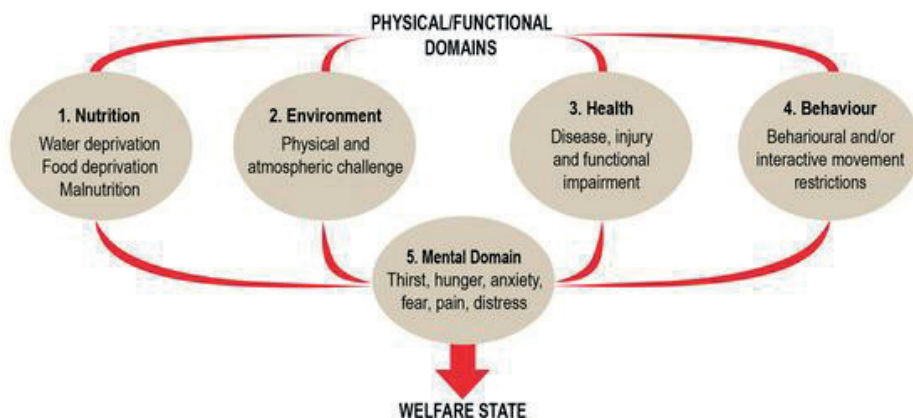 PHYSICAL/FUNCTIONAL
DOMAINS
1. Nutrition
Water deprivation
Food deprivation
Malnutrition
2. Environment
Physical and
atmospheric challenge
3. Health
Disease, injury
and functional
impairment
4. Behaviour
Beharioural and/or
interactive movement
restrictions
5. Mental Domain
Thirst, hunger, anxiety,
fear, pain, distress
WELFARE STATE